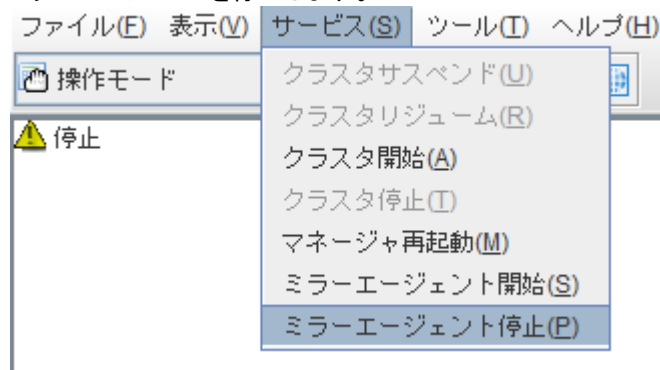 ファイル(F) 表示(V) サービス(S) ツール(T) ヘルプ(H)
操作モード
停止
クラスタサスペンド(U)
クラスタリジューム(R)
クラスタ開始(A)
クラスタ停止(T)
マネージャ再起動(M)
ミラーエージェント開始(S)
ミラーエージェント停止(P)